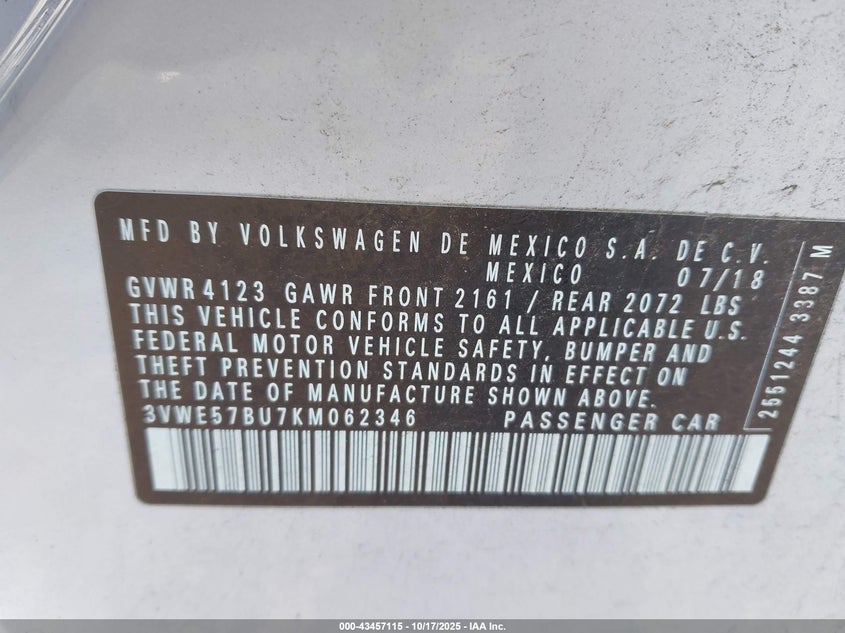 MFD BY VOLKSWAGEN DE MEXICO S.A. DE C.V.
MEXICO 07/18
GVWR 4123 GAWR FRONT 2161 / REAR 2072 LBS
THIS VEHICLE CONFORMS TO ALL APPLICABLE U.S.
FEDERAL MOTOR VEHICLE SAFETY, BUMPER AND
THEFT PREVENTION STANDARDS IN EFFECT ON
THE DATE OF MANUFACTURE SHOWN ABOVE.
3VWE57BU7KM062346 PASSENGER CAR
2551244 3387 M
000-43457115 - 10/17/2025 - IAA Inc.